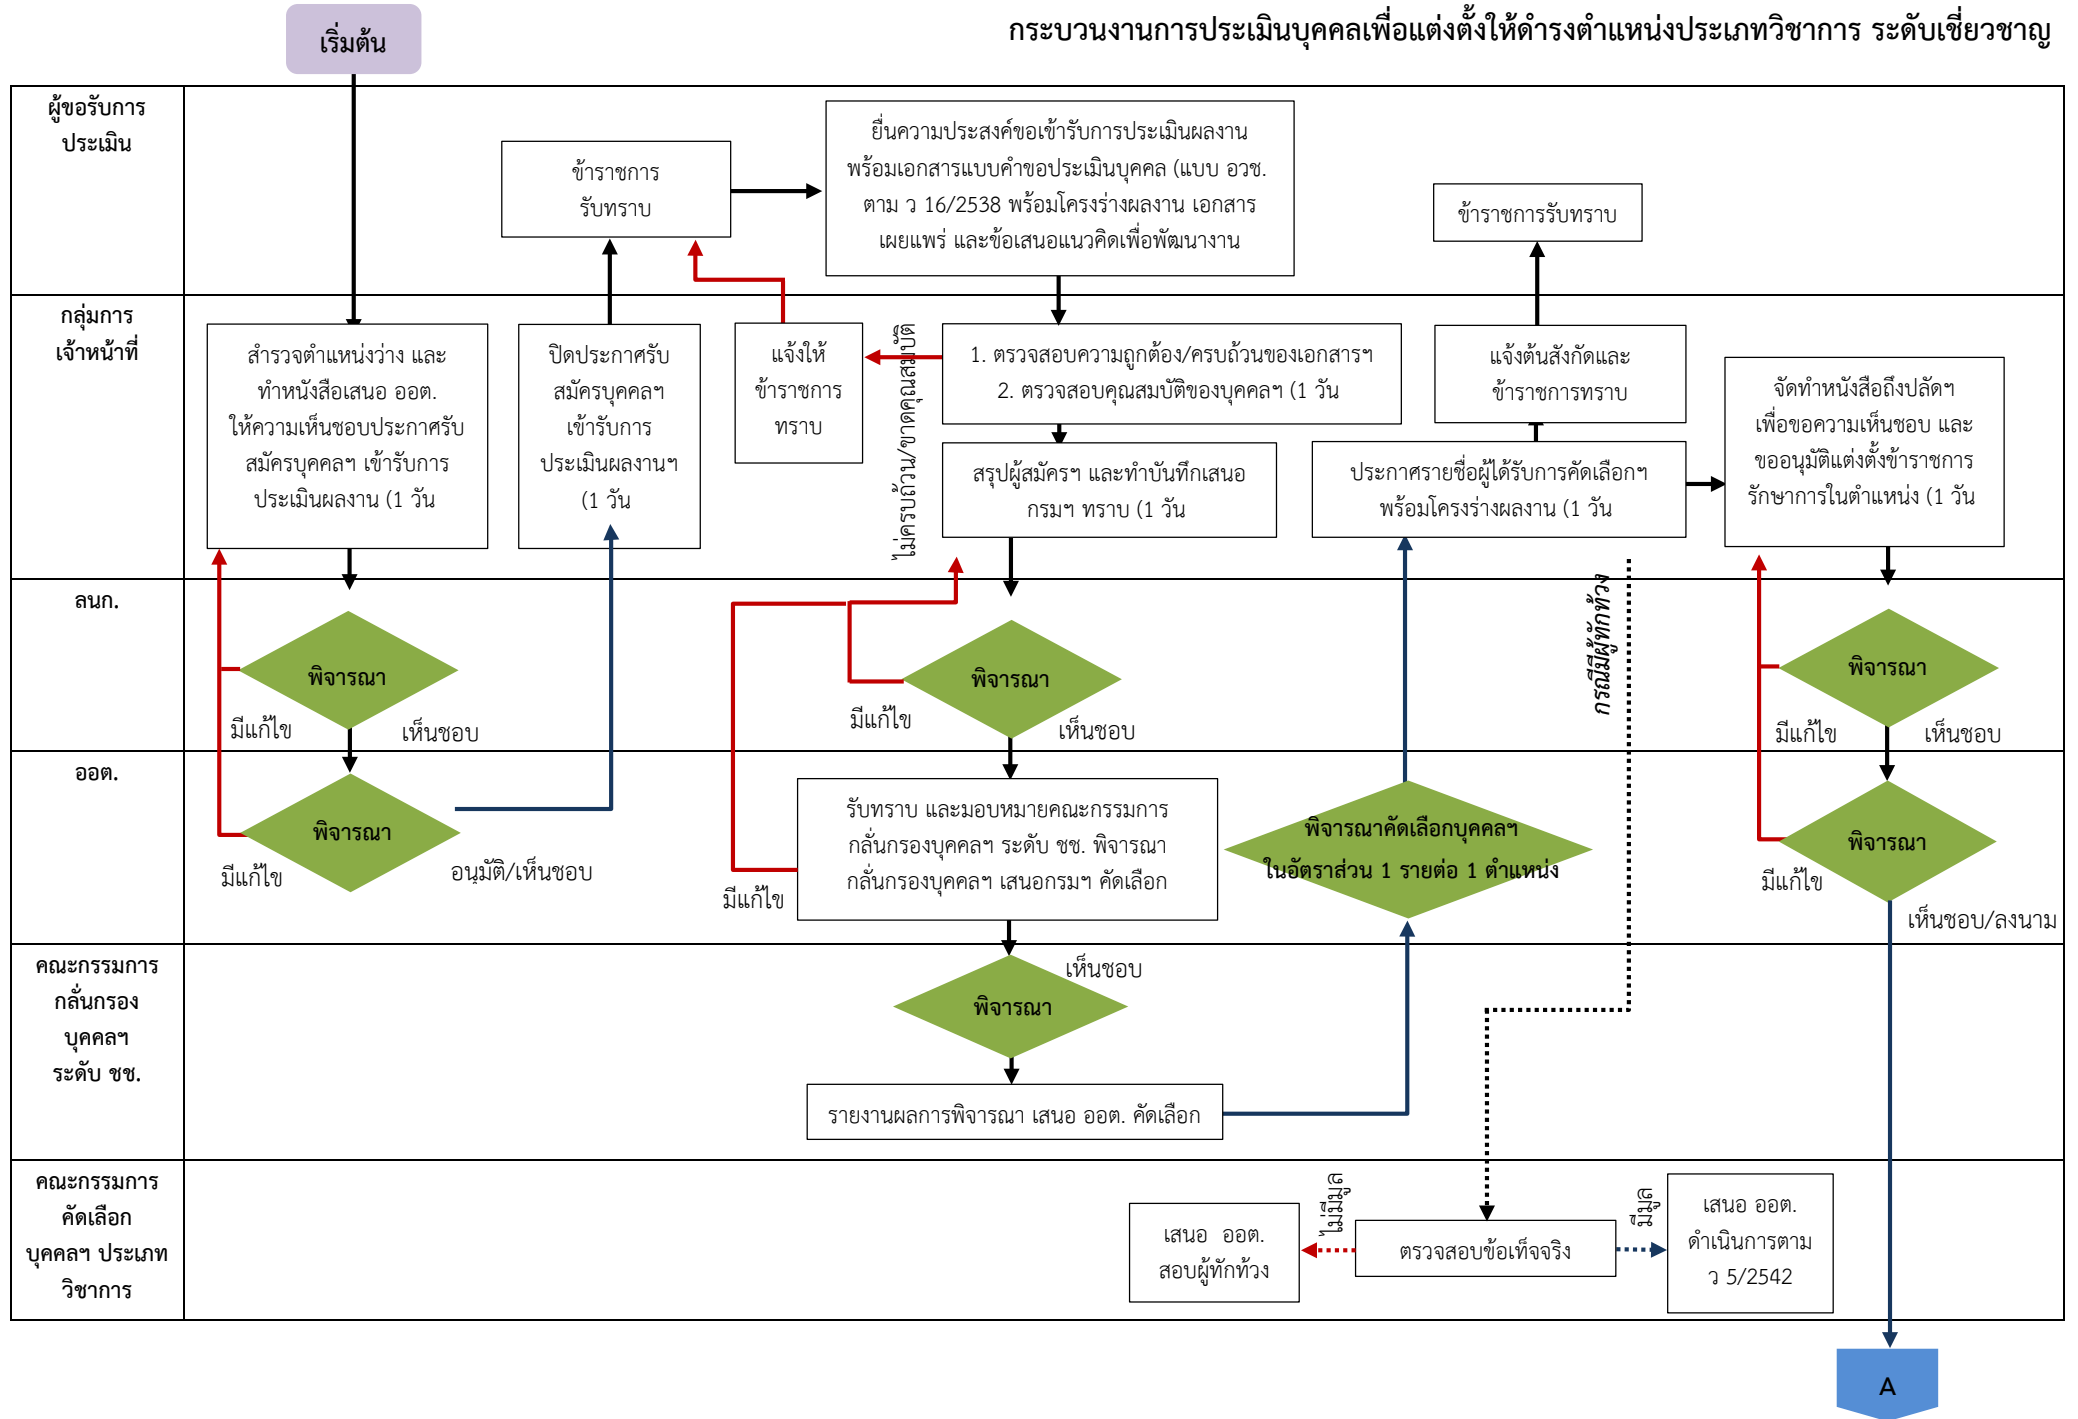 เริ่มต้น
กระบวนงานการประเมินบุคคลเพื่อแต่งตั้งให้ดำรงตำแหน่งประเภทวิชาการ ระดับเชี่ยวชาญ
ผู้ขอรับการ
ประเมิน
ข้าราชการ
รับทราบ
ยื่นความประสงค์ขอเข้ารับการประเมินผลงาน
พร้อมเอกสารแบบคำขอประเมินบุคคล (แบบ อวช.
ตาม ว 16/2538 พร้อมโครงร่างผลงาน เอกสาร
เผยแพร่ และข้อเสนอแนวคิดเพื่อพัฒนางาน
ข้าราชการรับทราบ
กลุ่มการ
เจ้าหน้าที่
สำรวจตำแหน่งว่าง และ
ทำหนังสือเสนอ ออต.
ให้ความเห็นชอบประกาศรับ
สมัครบุคคลฯ เข้ารับการ
ประเมินผลงาน (1 วัน
ปิดประกาศรับ
สมัครบุคคลฯ
เข้ารับการ
ประเมินผลงานฯ
(1 วัน
แจ้งให้
ข้าราชการ
ทราบ
ไม่ครบถ้วน/ขาดคุณสมบัติ
1. ตรวจสอบความถูกต้อง/ครบถ้วนของเอกสารฯ
2. ตรวจสอบคุณสมบัติของบุคคลฯ (1 วัน
สรุปผู้สมัครฯ และทำบันทึกเสนอ
กรมฯ ทราบ (1 วัน
แจ้งต้นสังกัดและ
ข้าราชการทราบ
ประกาศรายชื่อผู้ได้รับการคัดเลือกฯ
พร้อมโครงร่างผลงาน (1 วัน
จัดทำหนังสือถึงปลัดฯ
เพื่อขอความเห็นชอบ และ
ขออนุมัติแต่งตั้งข้าราชการ
รักษาการในตำแหน่ง (1 วัน
กรณีมีผู้ทักท้วง
ลนก.
พิจารณา
มีแก้ไข
เห็นชอบ
พิจารณา
มีแก้ไข
เห็นชอบ
พิจารณา
มีแก้ไข
เห็นชอบ
ออต.
พิจารณา
มีแก้ไข
อนุมัติ/เห็นชอบ
รับทราบ และมอบหมายคณะกรรมการ
กลั่นกรองบุคคลฯ ระดับ ชช. พิจารณา
กลั่นกรองบุคคลฯ เสนอกรมฯ คัดเลือก
มีแก้ไข
พิจารณาคัดเลือกบุคคลฯ
ในอัตราส่วน 1 รายต่อ 1 ตำแหน่ง
พิจารณา
มีแก้ไข
เห็นชอบ/ลงนาม
คณะกรรมการ
กลั่นกรอง
บุคคลฯ
ระดับ ชช.
เห็นชอบ
พิจารณา
รายงานผลการพิจารณา เสนอ ออต. คัดเลือก
คณะกรรมการ
คัดเลือก
บุคคลฯ ประเภท
วิชาการ
เสนอ ออต.
สอบผู้ทักท้วง
ไม่มีมูล
ตรวจสอบข้อเท็จจริง
มีมูล
เสนอ ออต.
ดำเนินการตาม
ว 5/2542
A